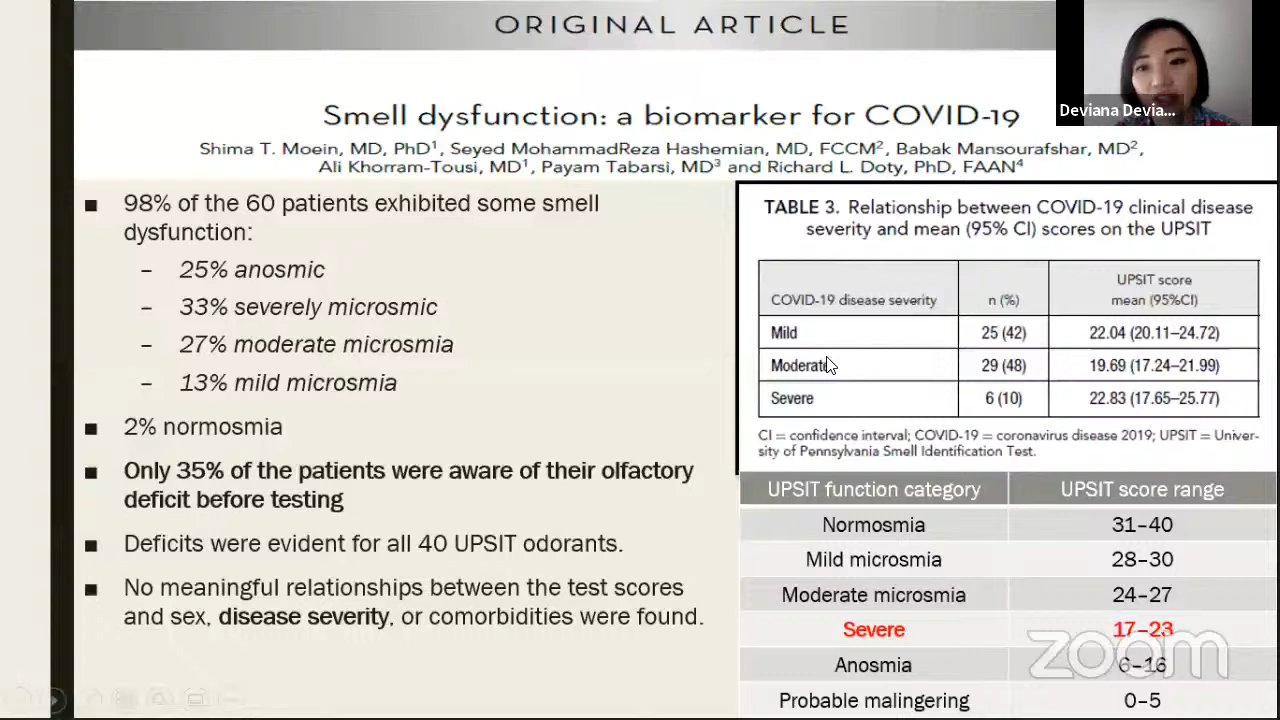 ORIGINAL ARTICLE
Deviana Devia...
Smell dysfunction: a biomarker for COVID-19
Shima T. Moein, MD, PhD1, Seyed MohammadReza Hashemian, MD, FCCM2, Babak Mansourafshar, MD2,
Ali Khorram-Tousi, MD1, Payam Tabarsi, MD3 and Richard L. Doty, PhD, FAAN4
■ 98% of the 60 patients exhibited some smell
dysfunction:
– 25% anosmic
– 33% severely microsmic
– 27% moderate microsmia
– 13% mild microsmia
■ 2% normosmia
■ Only 35% of the patients were aware of their olfactory
deficit before testing
■ Deficits were evident for all 40 UPSIT odorants.
■ No meaningful relationships between the test scores
and sex, disease severity, or comorbidities were found.
TABLE 3. Relationship between COVID-19 clinical disease
severity and mean (95% CI) scores on the UPSIT
UPSIT score
COVID-19 disease severity n (%) mean (95%CI)
Mild 25 (42) 22.04 (20.11–24.72)
Moderate 29 (48) 19.69 (17.24–21.99)
Severe 6 (10) 22.83 (17.65–25.77)
CI = confidence interval; COVID-19 = coronavirus disease 2019; UPSIT = Univer-
sity of Pennsylvania Smell Identification Test.
UPSIT function category UPSIT score range
Normosmia 31–40
Mild microsmia 28–30
Moderate microsmia 24–27
Severe 17–23
Anosmia 6–16
Probable malingering 0–5
zoom